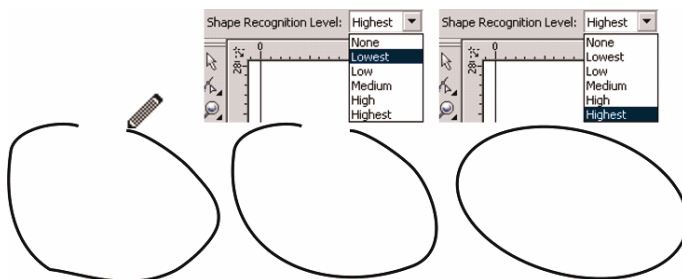 Shape Recognition Level: Highest
None
Lowest
Low
Medium
High
Highest
0
28
Shape Recognition Level: Highest
None
Lowest
Low
Medium
High
Highest
0
28